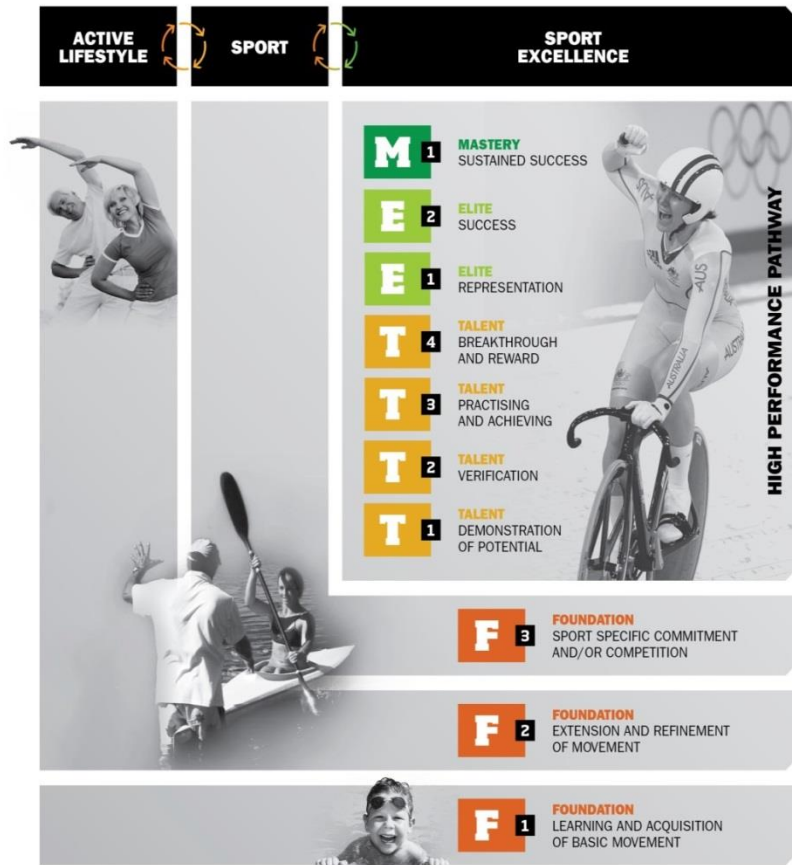 ACTIVE
LIFESTYLE
SPORT
SPORT
EXCELLENCE
M 1 MASTERY
SUSTAINED SUCCESS
E 2 ELITE
SUCCESS
E 1 ELITE
REPRESENTATION
T 4 TALENT
BREAKTHROUGH
AND REWARD
T 3 TALENT
PRACTISING
AND ACHIEVING
T 2 TALENT
VERIFICATION
T 1 TALENT
DEMONSTRATION
OF POTENTIAL
HIGH PERFORMANCE PATHWAY
AUS
AUSTRALIA
F 3 FOUNDATION
SPORT SPECIFIC COMMITMENT
AND/OR COMPETITION
F 2 FOUNDATION
EXTENSION AND REFINEMENT
OF MOVEMENT
F 1 FOUNDATION
LEARNING AND ACQUISITION
OF BASIC MOVEMENT